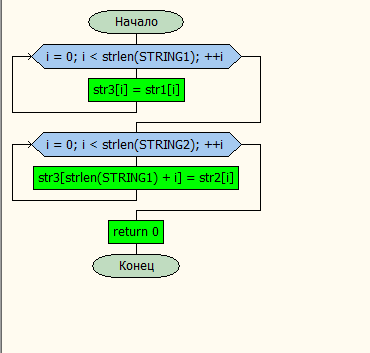 Начало
i = 0; i < strlen(STRING1); ++i
str3[i] = str1[i]
i = 0; i < strlen(STRING2); ++i
str3[strlen(STRING1) + i] = str2[i]
return 0
Конец